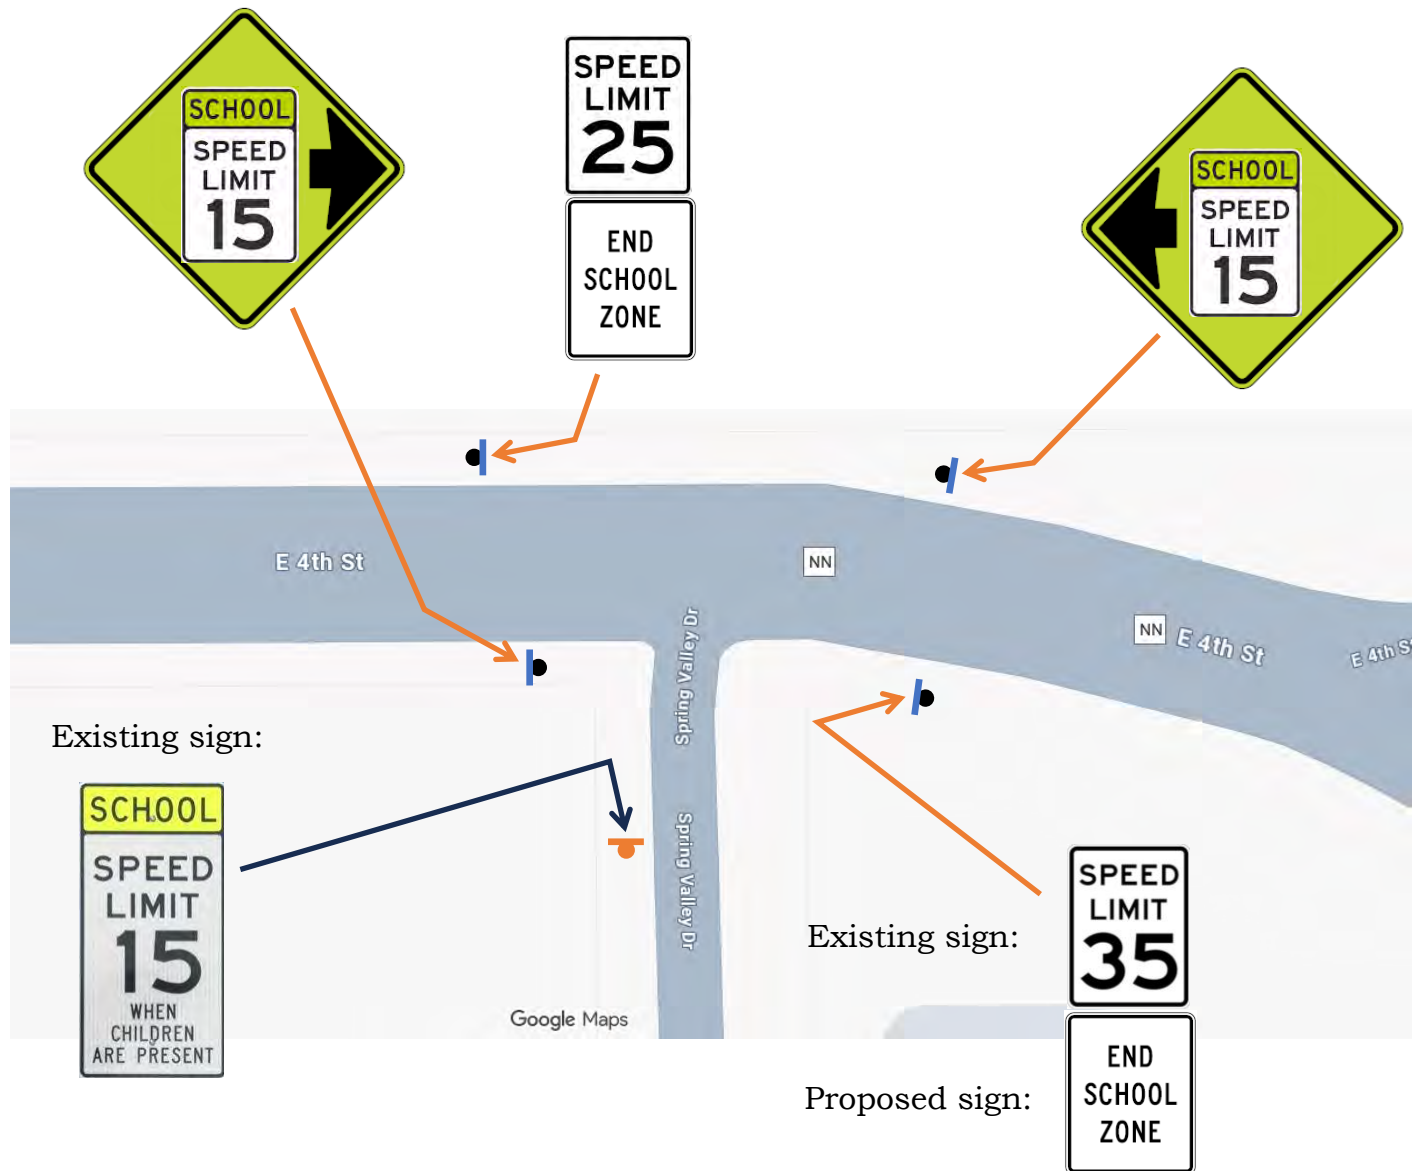 SCHOOL
SPEED
LIMIT
15
SPEED
LIMIT
25
END
SCHOOL
ZONE
SCHOOL
SPEED
LIMIT
15
E 4th St
NN
NN
E 4th St
E 4th St
Spring Valley Dr
Spring Valley Dr
Existing sign:
SCHOOL
SPEED
LIMIT
15
WHEN
CHILDREN
ARE PRESENT
Google Maps
Existing sign:
SPEED
LIMIT
35
Proposed sign:
END
SCHOOL
ZONE